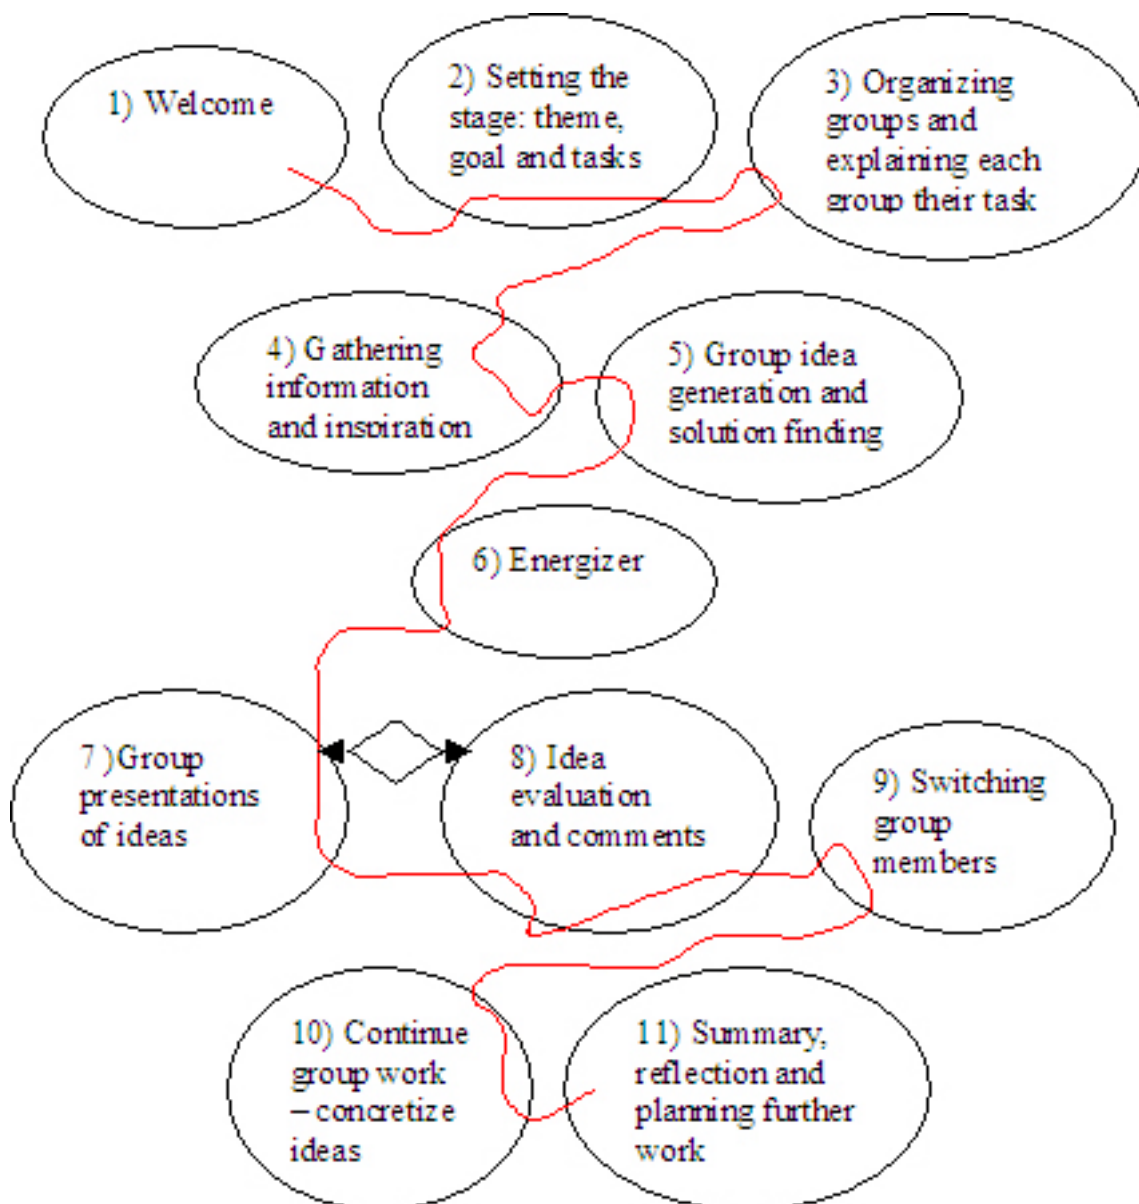 1) Welcome
2) Setting the
stage: theme,
goal and tasks
3) Organizing
groups and
explaining each
group their task
4) Gathering
information
and inspiration
5) Group idea
generation and
solution finding
6) Energizer
7 )Group
presentations
of ideas
8) Idea
evaluation
and comments
9) Switching
group
members
10) Continue
group work
– concretize
ideas
11) Summary,
reflection and
planning further
work